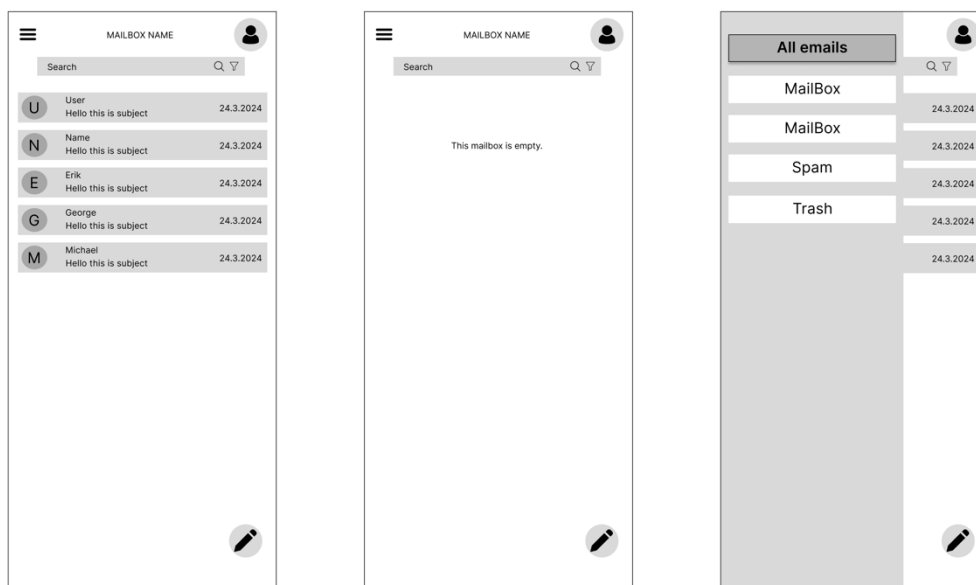 MAILBOX NAME
Search
U
User
Hello this is subject
24.3.2024
N
Name
Hello this is subject
24.3.2024
E
Erik
Hello this is subject
24.3.2024
G
George
Hello this is subject
24.3.2024
M
Michael
Hello this is subject
24.3.2024
MAILBOX NAME
Search
This mailbox is empty.
All emails
MailBox
MailBox
Spam
Trash
24.3.2024
24.3.2024
24.3.2024
24.3.2024
24.3.2024